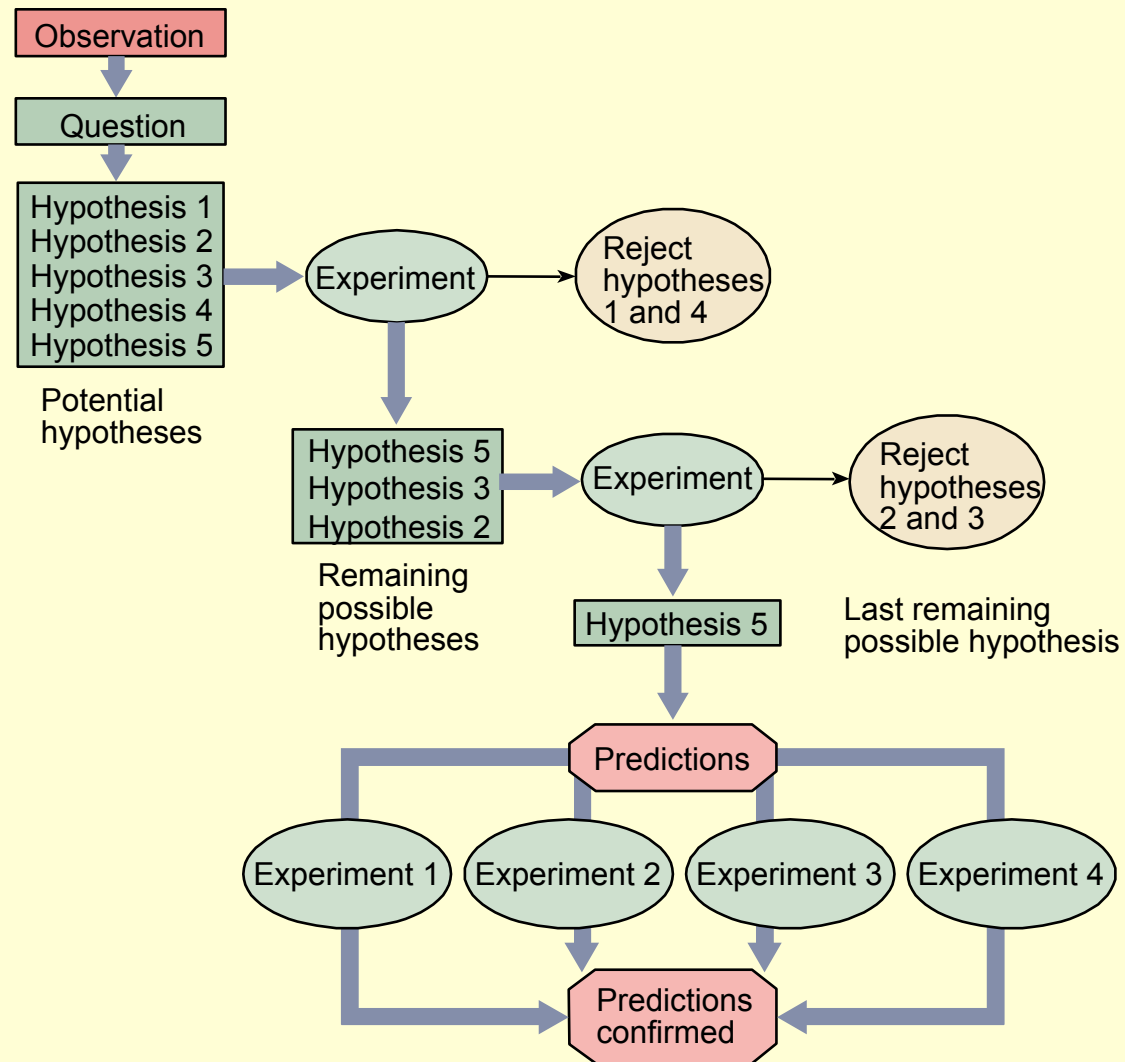 Observation
Question
Hypothesis 1
Hypothesis 2
Hypothesis 3
Hypothesis 4
Hypothesis 5
Potential
hypotheses
Experiment
Reject
hypotheses
1 and 4
Hypothesis 5
Hypothesis 3
Hypothesis 2
Remaining
possible
hypotheses
Experiment
Reject
hypotheses
2 and 3
Hypothesis 5
Last remaining
possible hypothesis
Predictions
Experiment 1
Experiment 2
Experiment 3
Experiment 4
Predictions
confirmed